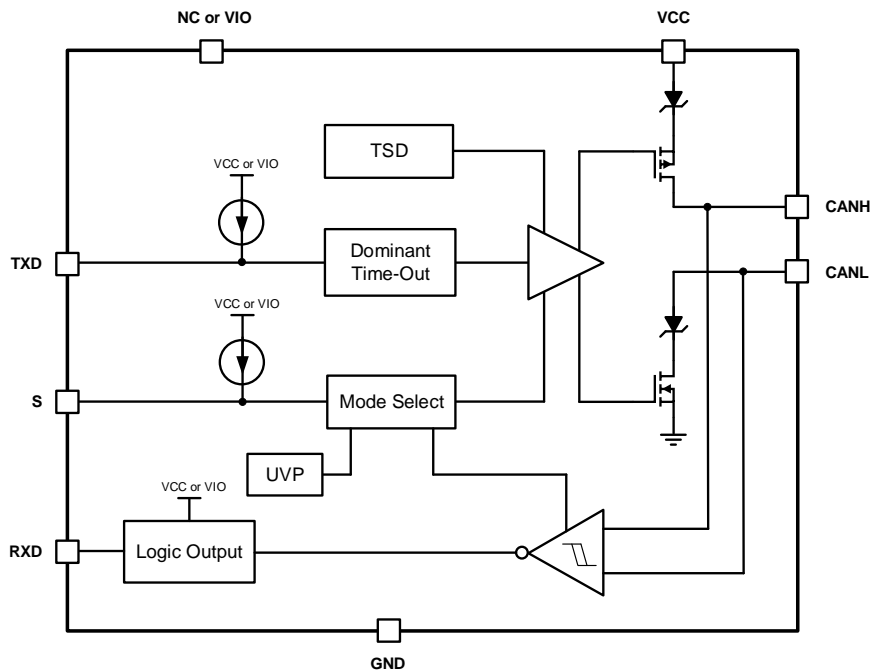 NC or VIO
VCC
TSD
VCC or VIO
CANH
TXD
Dominant
Time-Out
CANL
VCC or VIO
S
Mode Select
UVP
VCC or VIO
RXD
Logic Output
GND